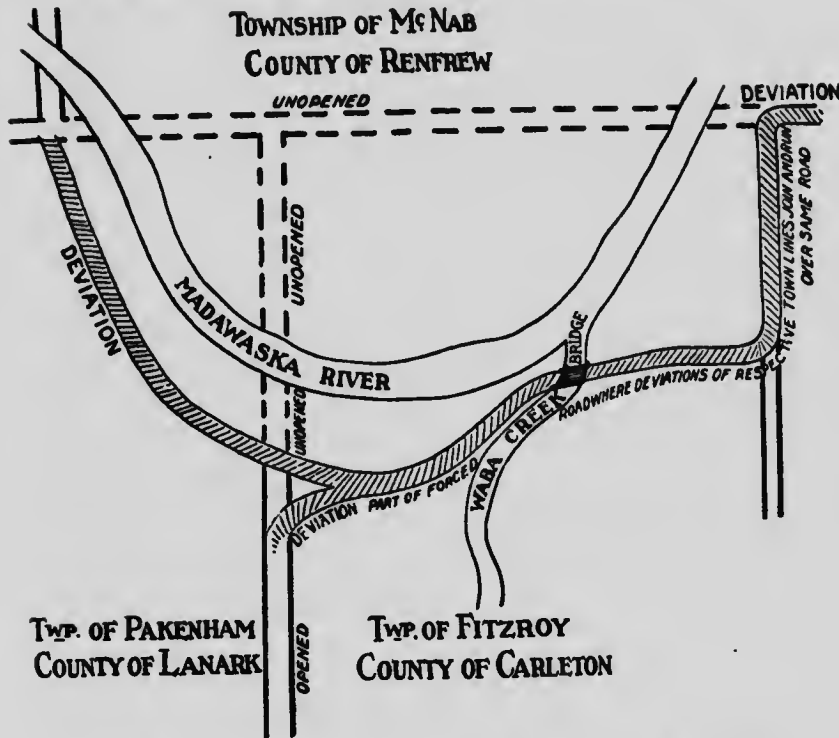 TOWNSHIP OF Mc NAB
COUNTY OF RENFREW
UNOPENED
DEVIATION
UNOPENED
TOWN LINES JOIN AND RUN
OVER SAME ROAD
DEVIATION
MADAWASKA RIVER
BRIDGE
UNOPENED
WABA CREEK
ROAD WHERE DEVIATIONS OF RESPECTIVE
DEVIATION PART OF FORCED
TWP. OF PAKENHAM
COUNTY OF LANARK
OPENED
TWP. OF FITZROY
COUNTY OF CARLETON